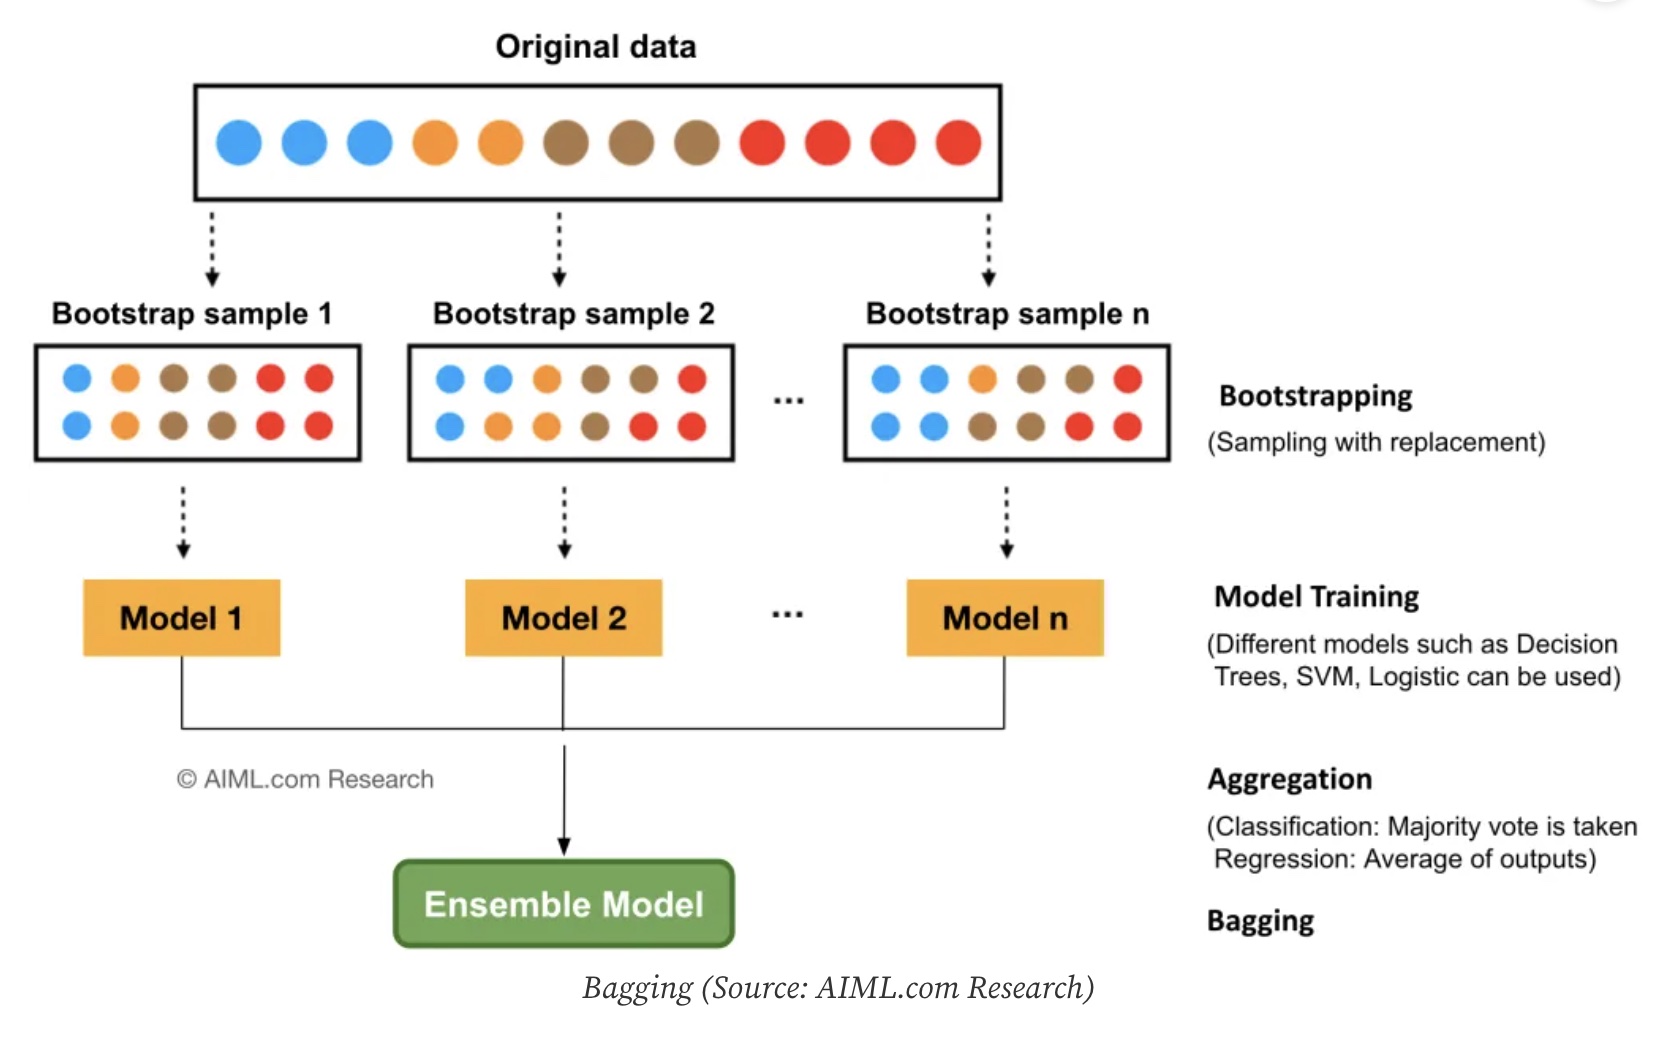 Original data
Bootstrap sample 1
Bootstrap sample 2
Bootstrap sample n
...
Bootstrapping
(Sampling with replacement)
Model 1
Model 2
...
Model n
Model Training
(Different models such as Decision
Trees, SVM, Logistic can be used)
© AIML.com Research
Aggregation
(Classification: Majority vote is taken
Regression: Average of outputs)
Ensemble Model
Bagging
Bagging (Source: AIML.com Research)